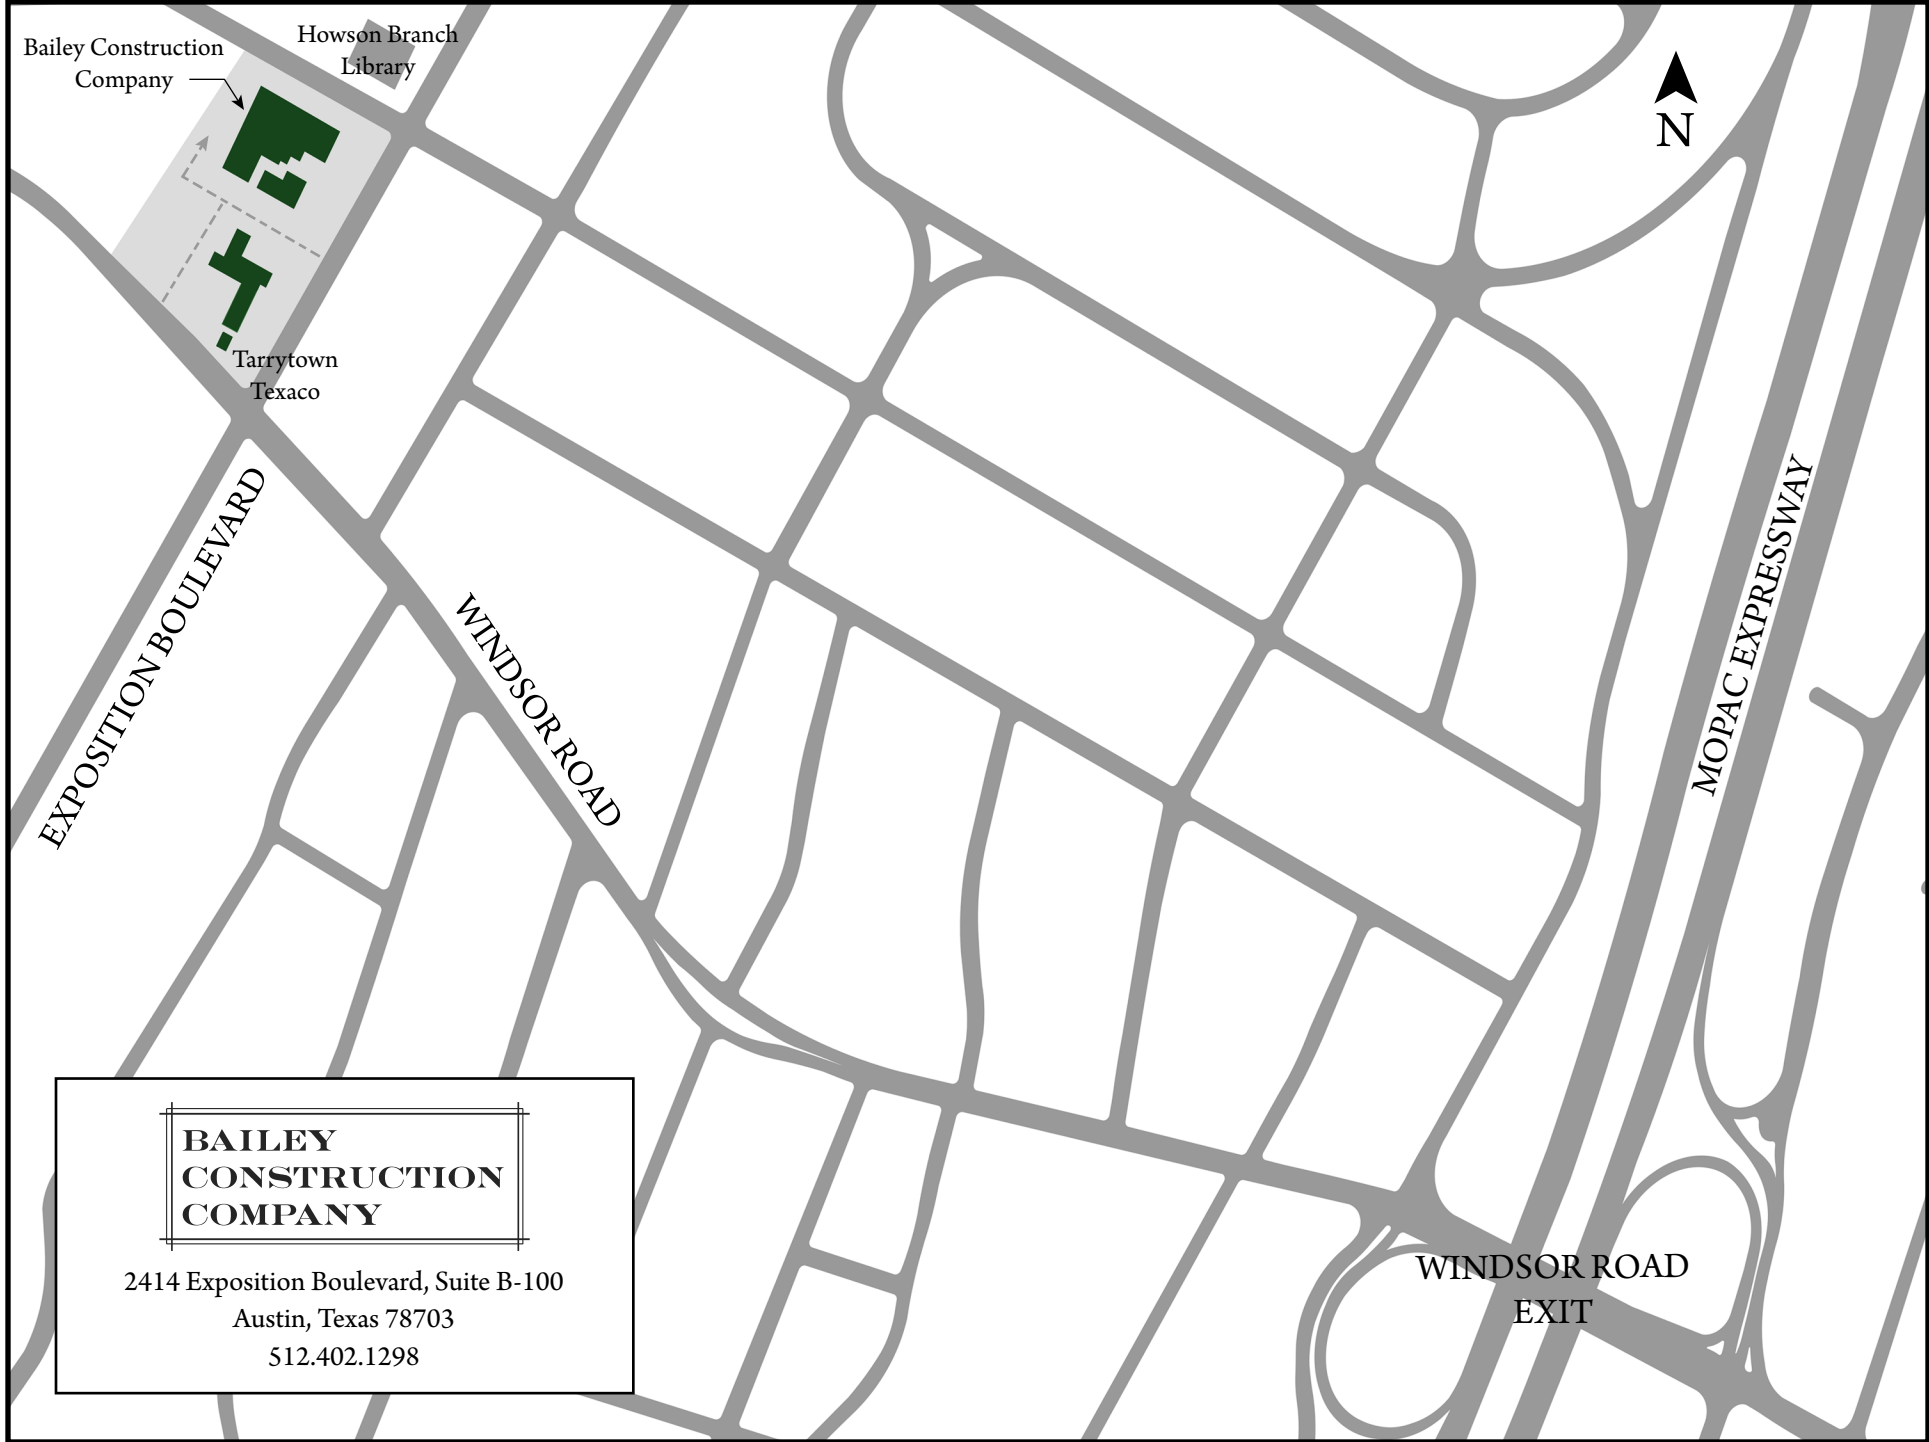 Bailey Construction
Company
Howson Branch
Library
N
Tarrytown
Texaco
EXPOSITION BOULEVARD
WINDSOR ROAD
MOPAC EXPRESSWAY
WINDSOR ROAD
EXIT
BAILEY
CONSTRUCTION
COMPANY
2414 Exposition Boulevard, Suite B-100
Austin, Texas 78703
512.402.1298